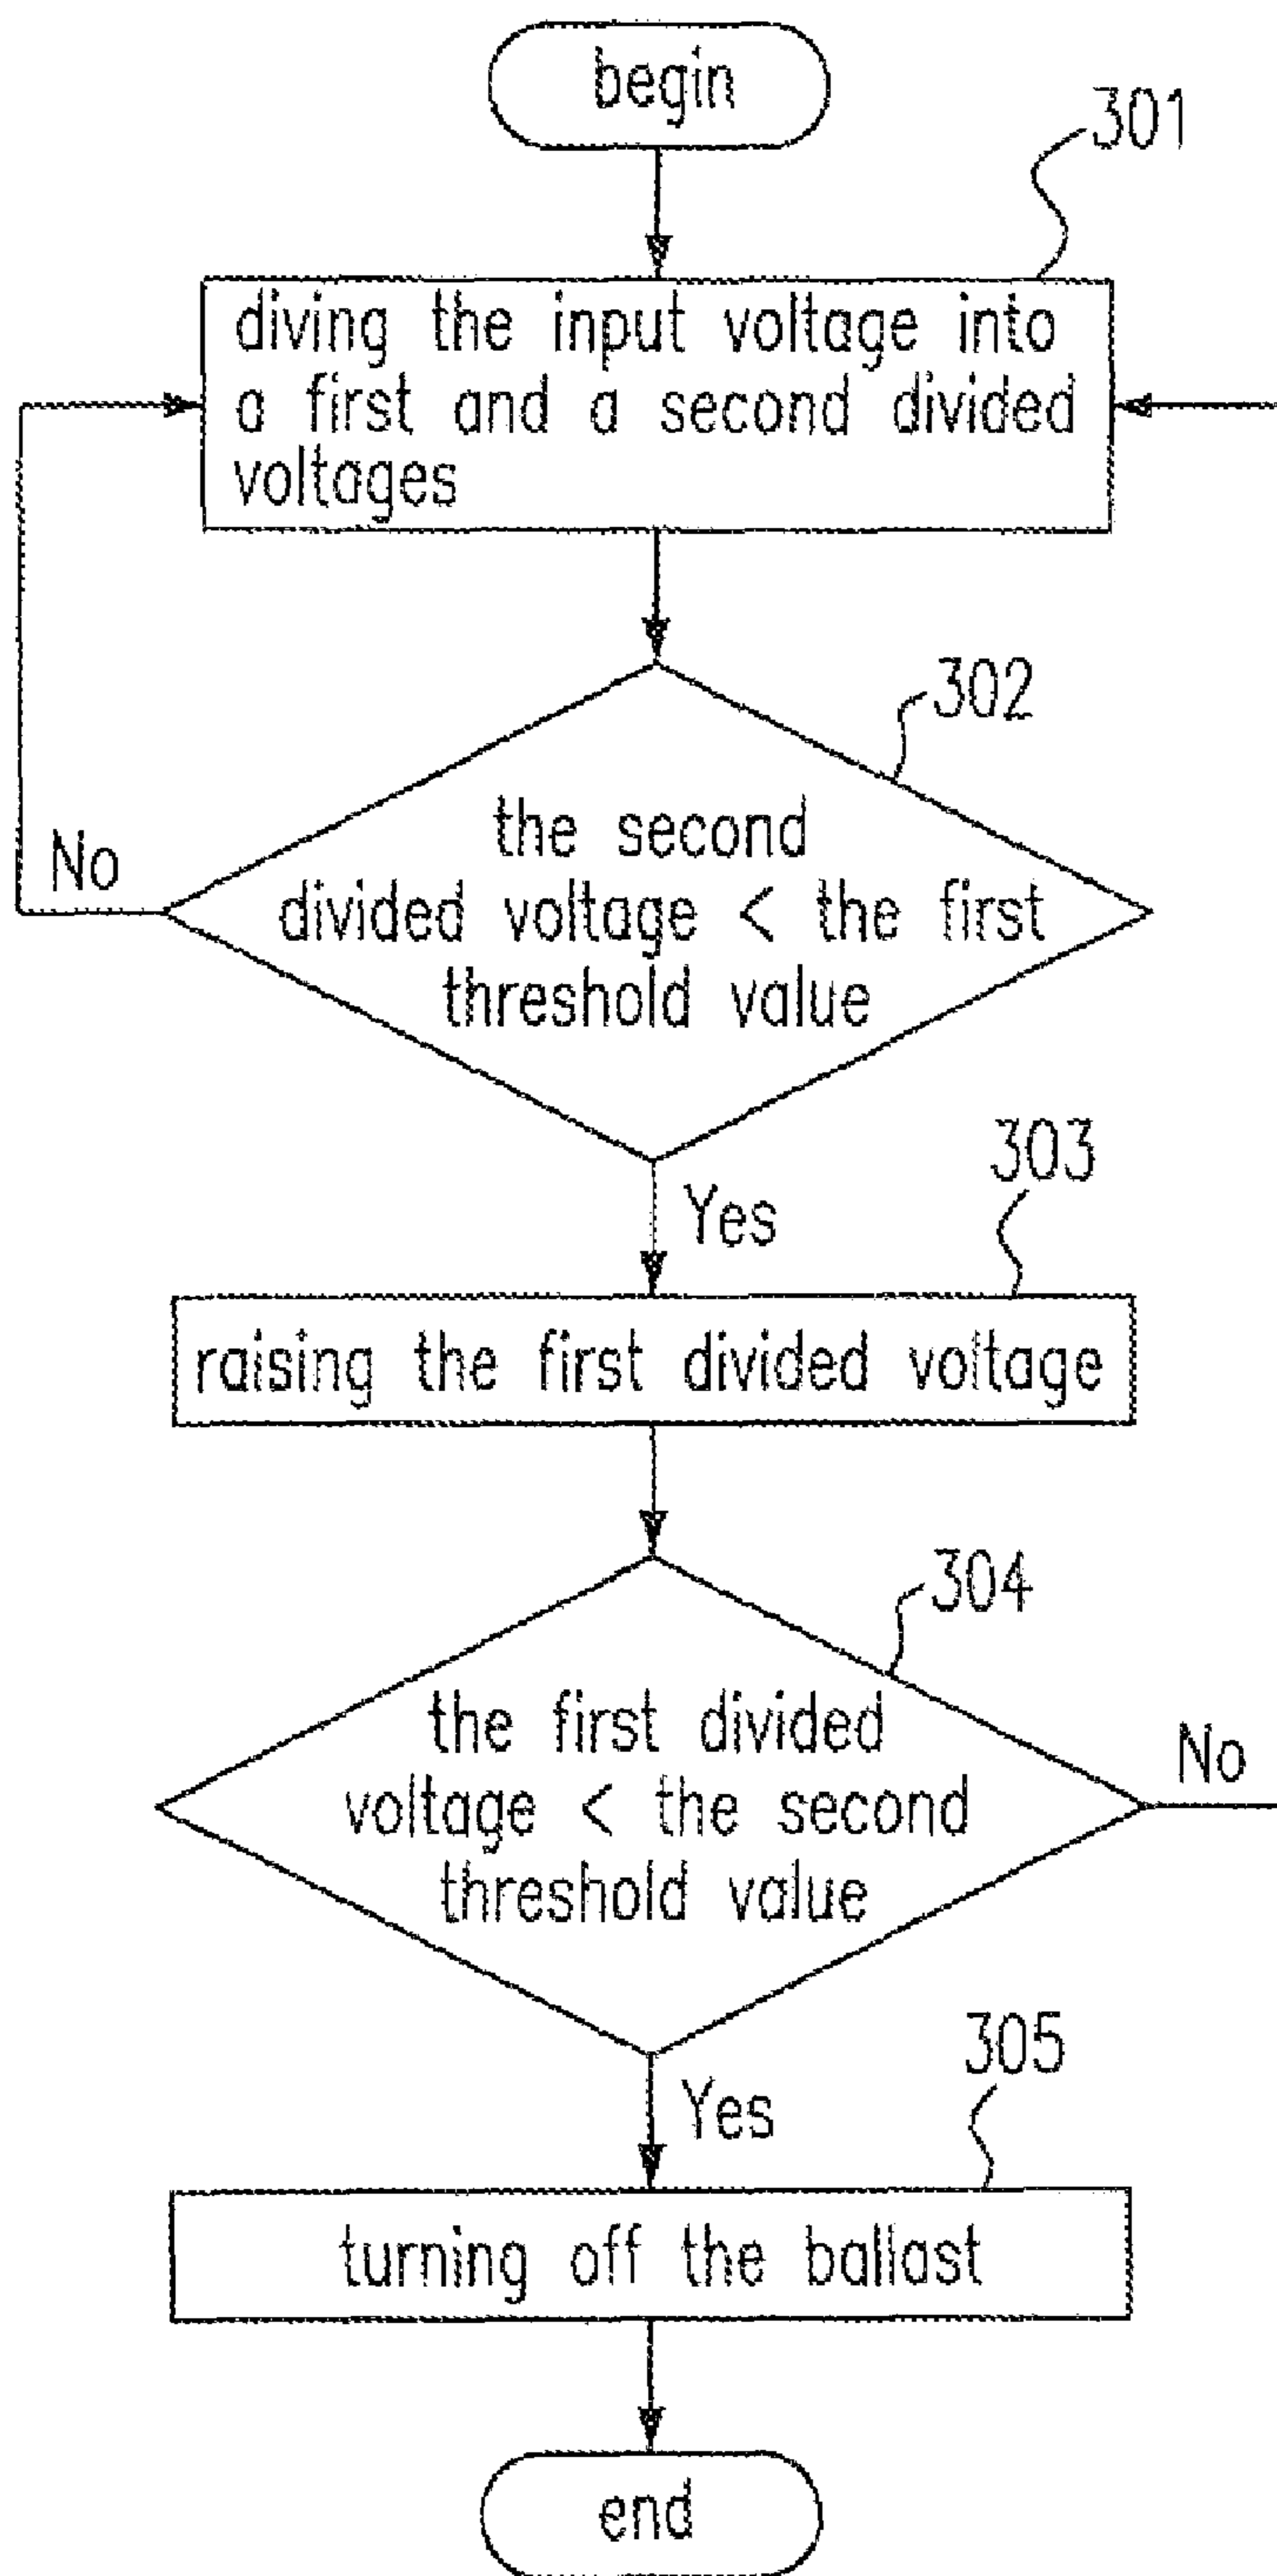 begin
301
diving the input voltage into
a first and a second divided
voltages
302
the second
divided voltage < the first
threshold value
No
Yes
303
raising the first divided voltage
304
the first divided
voltage < the second
threshold value
No
Yes
305
turning off the ballast
end